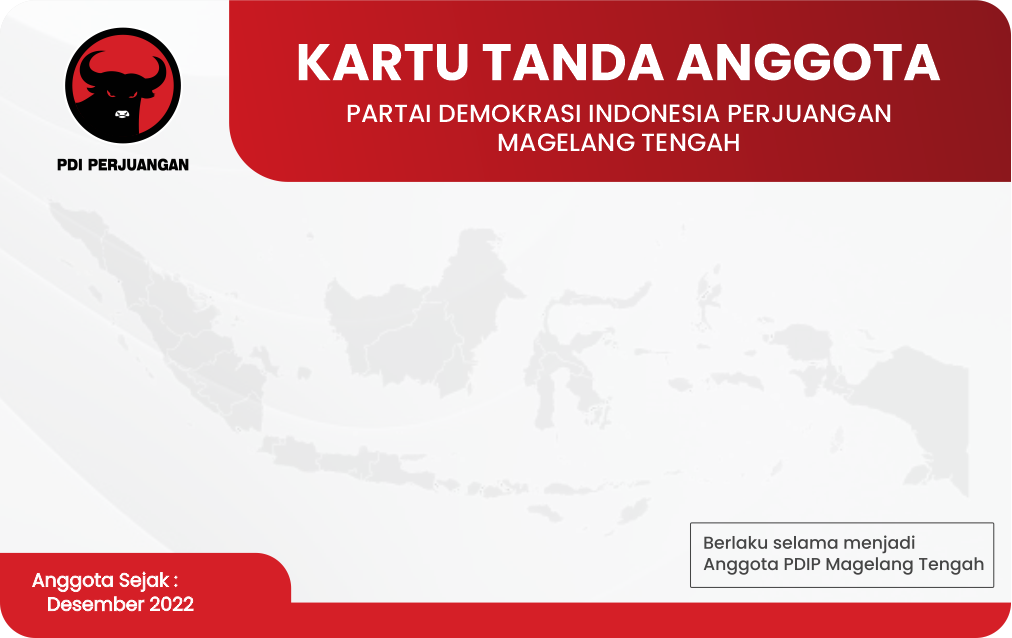 KARTU TANDA ANGGOTA
PARTAI DEMOKRASI INDONESIA PERJUANGAN
MAGELANG TENGAH
PDI PERJUANGAN
Berlaku selama menjadi
Anggota PDIP Magelang Tengah
Anggota Sejak :
Desember 2022